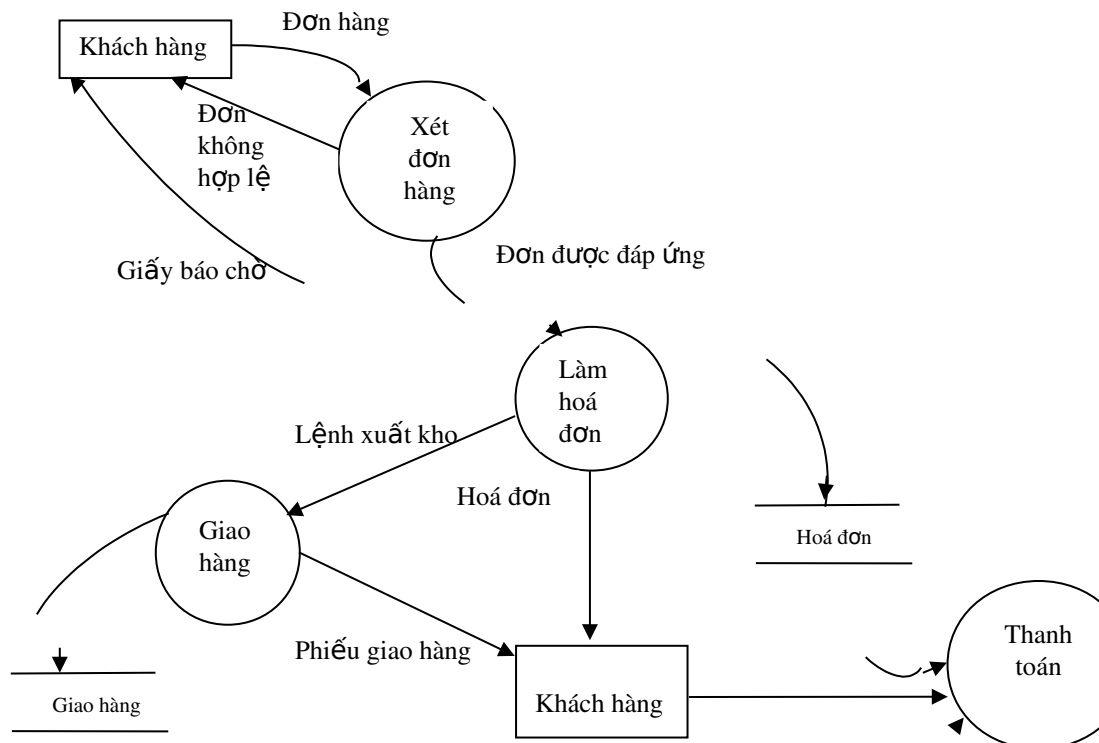 Đơn hàng
Khách hàng
Đơn
không
hợp lệ
Xét
đơn
hàng
Đơn được đáp ứng
Giấy báo chờ
Làm
hoá
đơn
Lệnh xuất kho
Hoá đơn
Giao
hàng
Hoá đơn
Thanh
toán
Phiếu giao hàng
Khách hàng
Giao hàng